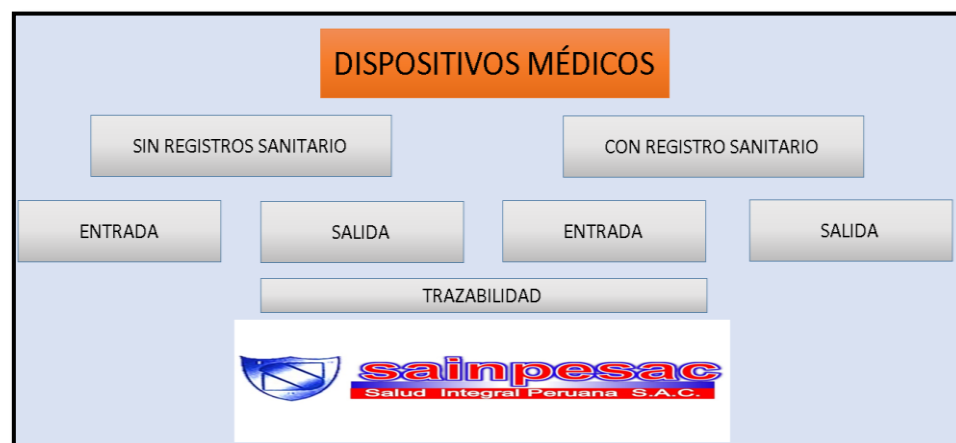 DISPOSITIVOS MÉDICOS
SIN REGISTROS SANITARIO
CON REGISTRO SANITARIO
ENTRADA
SALIDA
ENTRADA
SALIDA
TRAZABILIDAD
sainpesac
Salud Integral Peruana S.A.C.